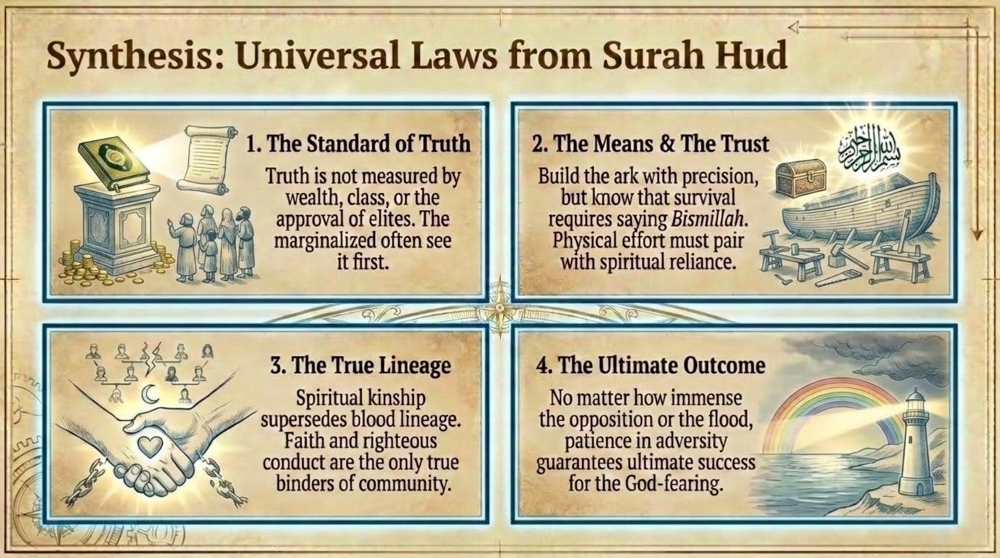 Synthesis: Universal Laws from Surah Hud
1. The Standard of Truth
Truth is not measured by
wealth, class, or the
approval of elites. The
marginalized often see
it first.
2. The Means & The Trust
Build the ark with precision,
but know that survival
requires saying Bismillah.
Physical effort must pair
with spiritual reliance.
بسم الله الرحمن الرحيم
3. The True Lineage
Spiritual kinship
supersedes blood lineage.
Faith and righteous
conduct are the only true
binders of community.
4. The Ultimate Outcome
No matter how immense
the opposition or the flood,
patience in adversity
guarantees ultimate success
for the God-fearing.